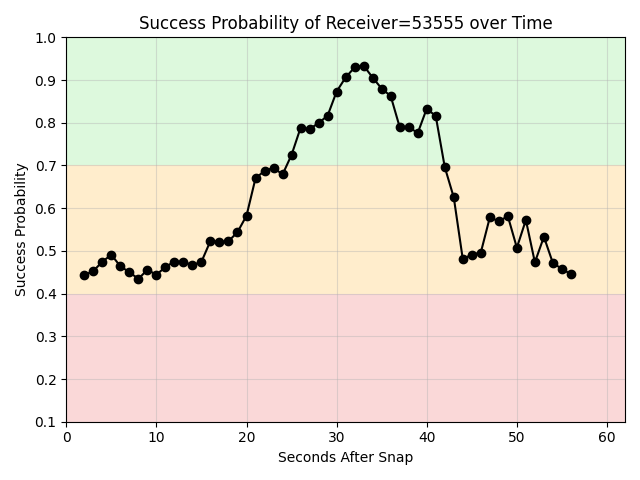 Success Probability of Receiver=53555 over Time
1.0
0.9
0.8
0.7
0.6
0.5
0.4
0.3
0.2
0.1
Success Probability
0 10 20 30 40 50 60
Seconds After Snap